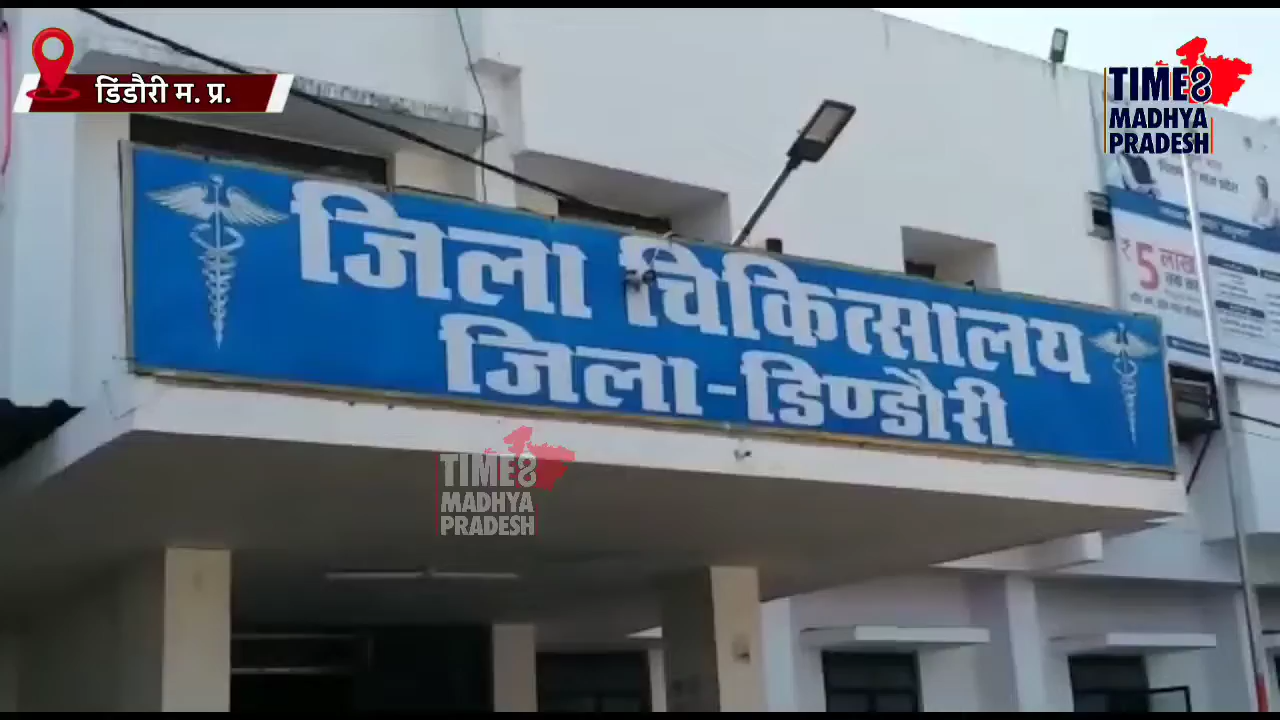 डिंडौरी म. प्र.
TIME8
MADHYA
PRADESH
जिला चिकित्सालय
जिला-डिण्डौरी
₹5 लाख
TIME8
MADHYA
PRADESH